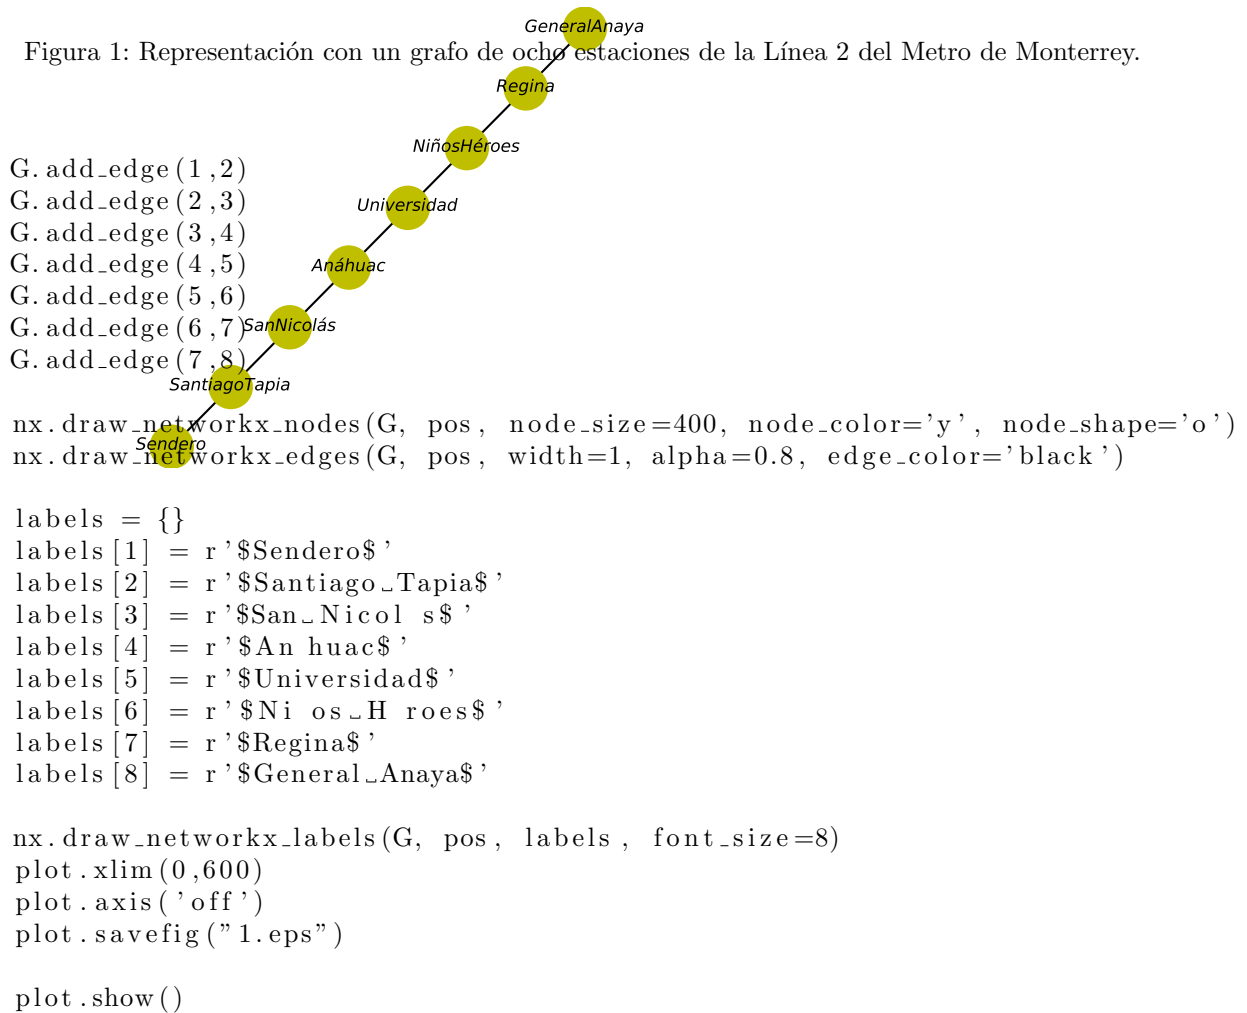 GeneralAnaya
Figura 1: Representación con un grafo de ocho estaciones de la Línea 2 del Metro de Monterrey.
Regina
NiñosHéroes
Universidad
Anáhuac
SanNicolás
SantiagoTapia
Sendero
G.add_edge(1,2)
G.add_edge(2,3)
G.add_edge(3,4)
G.add_edge(4,5)
G.add_edge(5,6)
G.add_edge(6,7)
G.add_edge(7,8)
nx.draw_networkx_nodes(G, pos, node_size=400, node_color='y', node_shape='o')
nx.draw_networkx_edges(G, pos, width=1, alpha=0.8, edge_color='black')
labels = {}
labels[1] = r'$Sendero$'
labels[2] = r'$Santiago␣Tapia$'
labels[3] = r'$San␣Nicol s$'
labels[4] = r'$An huac$'
labels[5] = r'$Universidad$'
labels[6] = r'$Ni os␣H roes$'
labels[7] = r'$Regina$'
labels[8] = r'$General␣Anaya$'
nx.draw_networkx_labels(G, pos, labels, font_size=8)
plot.xlim(0,600)
plot.axis('off')
plot.savefig("1.eps")
plot.show()